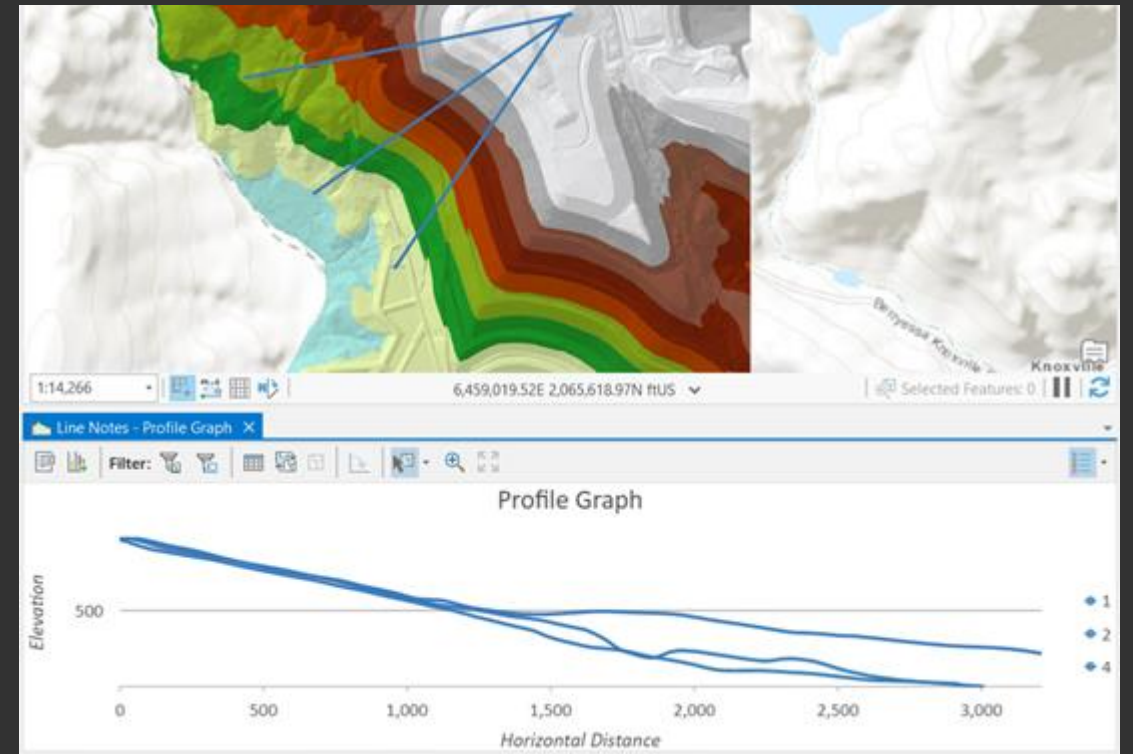 Berryessa Knoxville
Knoxville
1:14,266
6,459,019.52E 2,065,618.97N ftUS
Selected Features: 0
Line Notes - Profile Graph
Filter:
Profile Graph
Elevation
500
1
2
4
0 500 1,000 1,500 2,000 2,500 3,000
Horizontal Distance